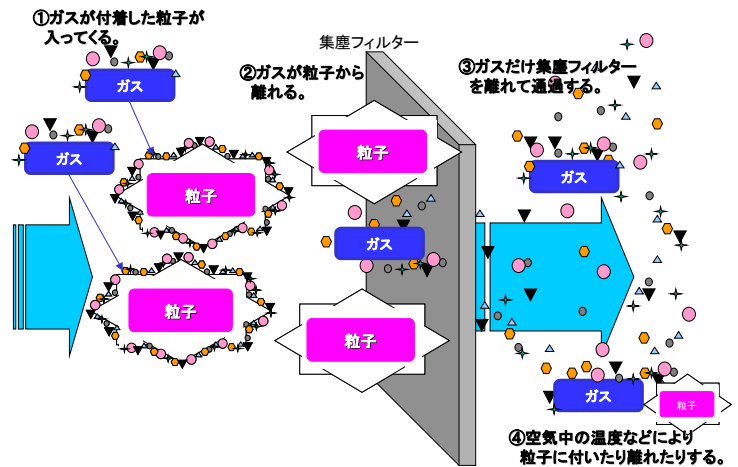 ①ガスが付着した粒子が
入ってくる。
ガス
ガス
粒子
粒子
集塵フィルター
②ガスが粒子から
離れる。
粒子
ガス
粒子
③ガスだけ集塵フィルター
を離れて通過する。
ガス
ガス
粒子
④空気中の温度などにより
粒子に付いたり離れたりする。